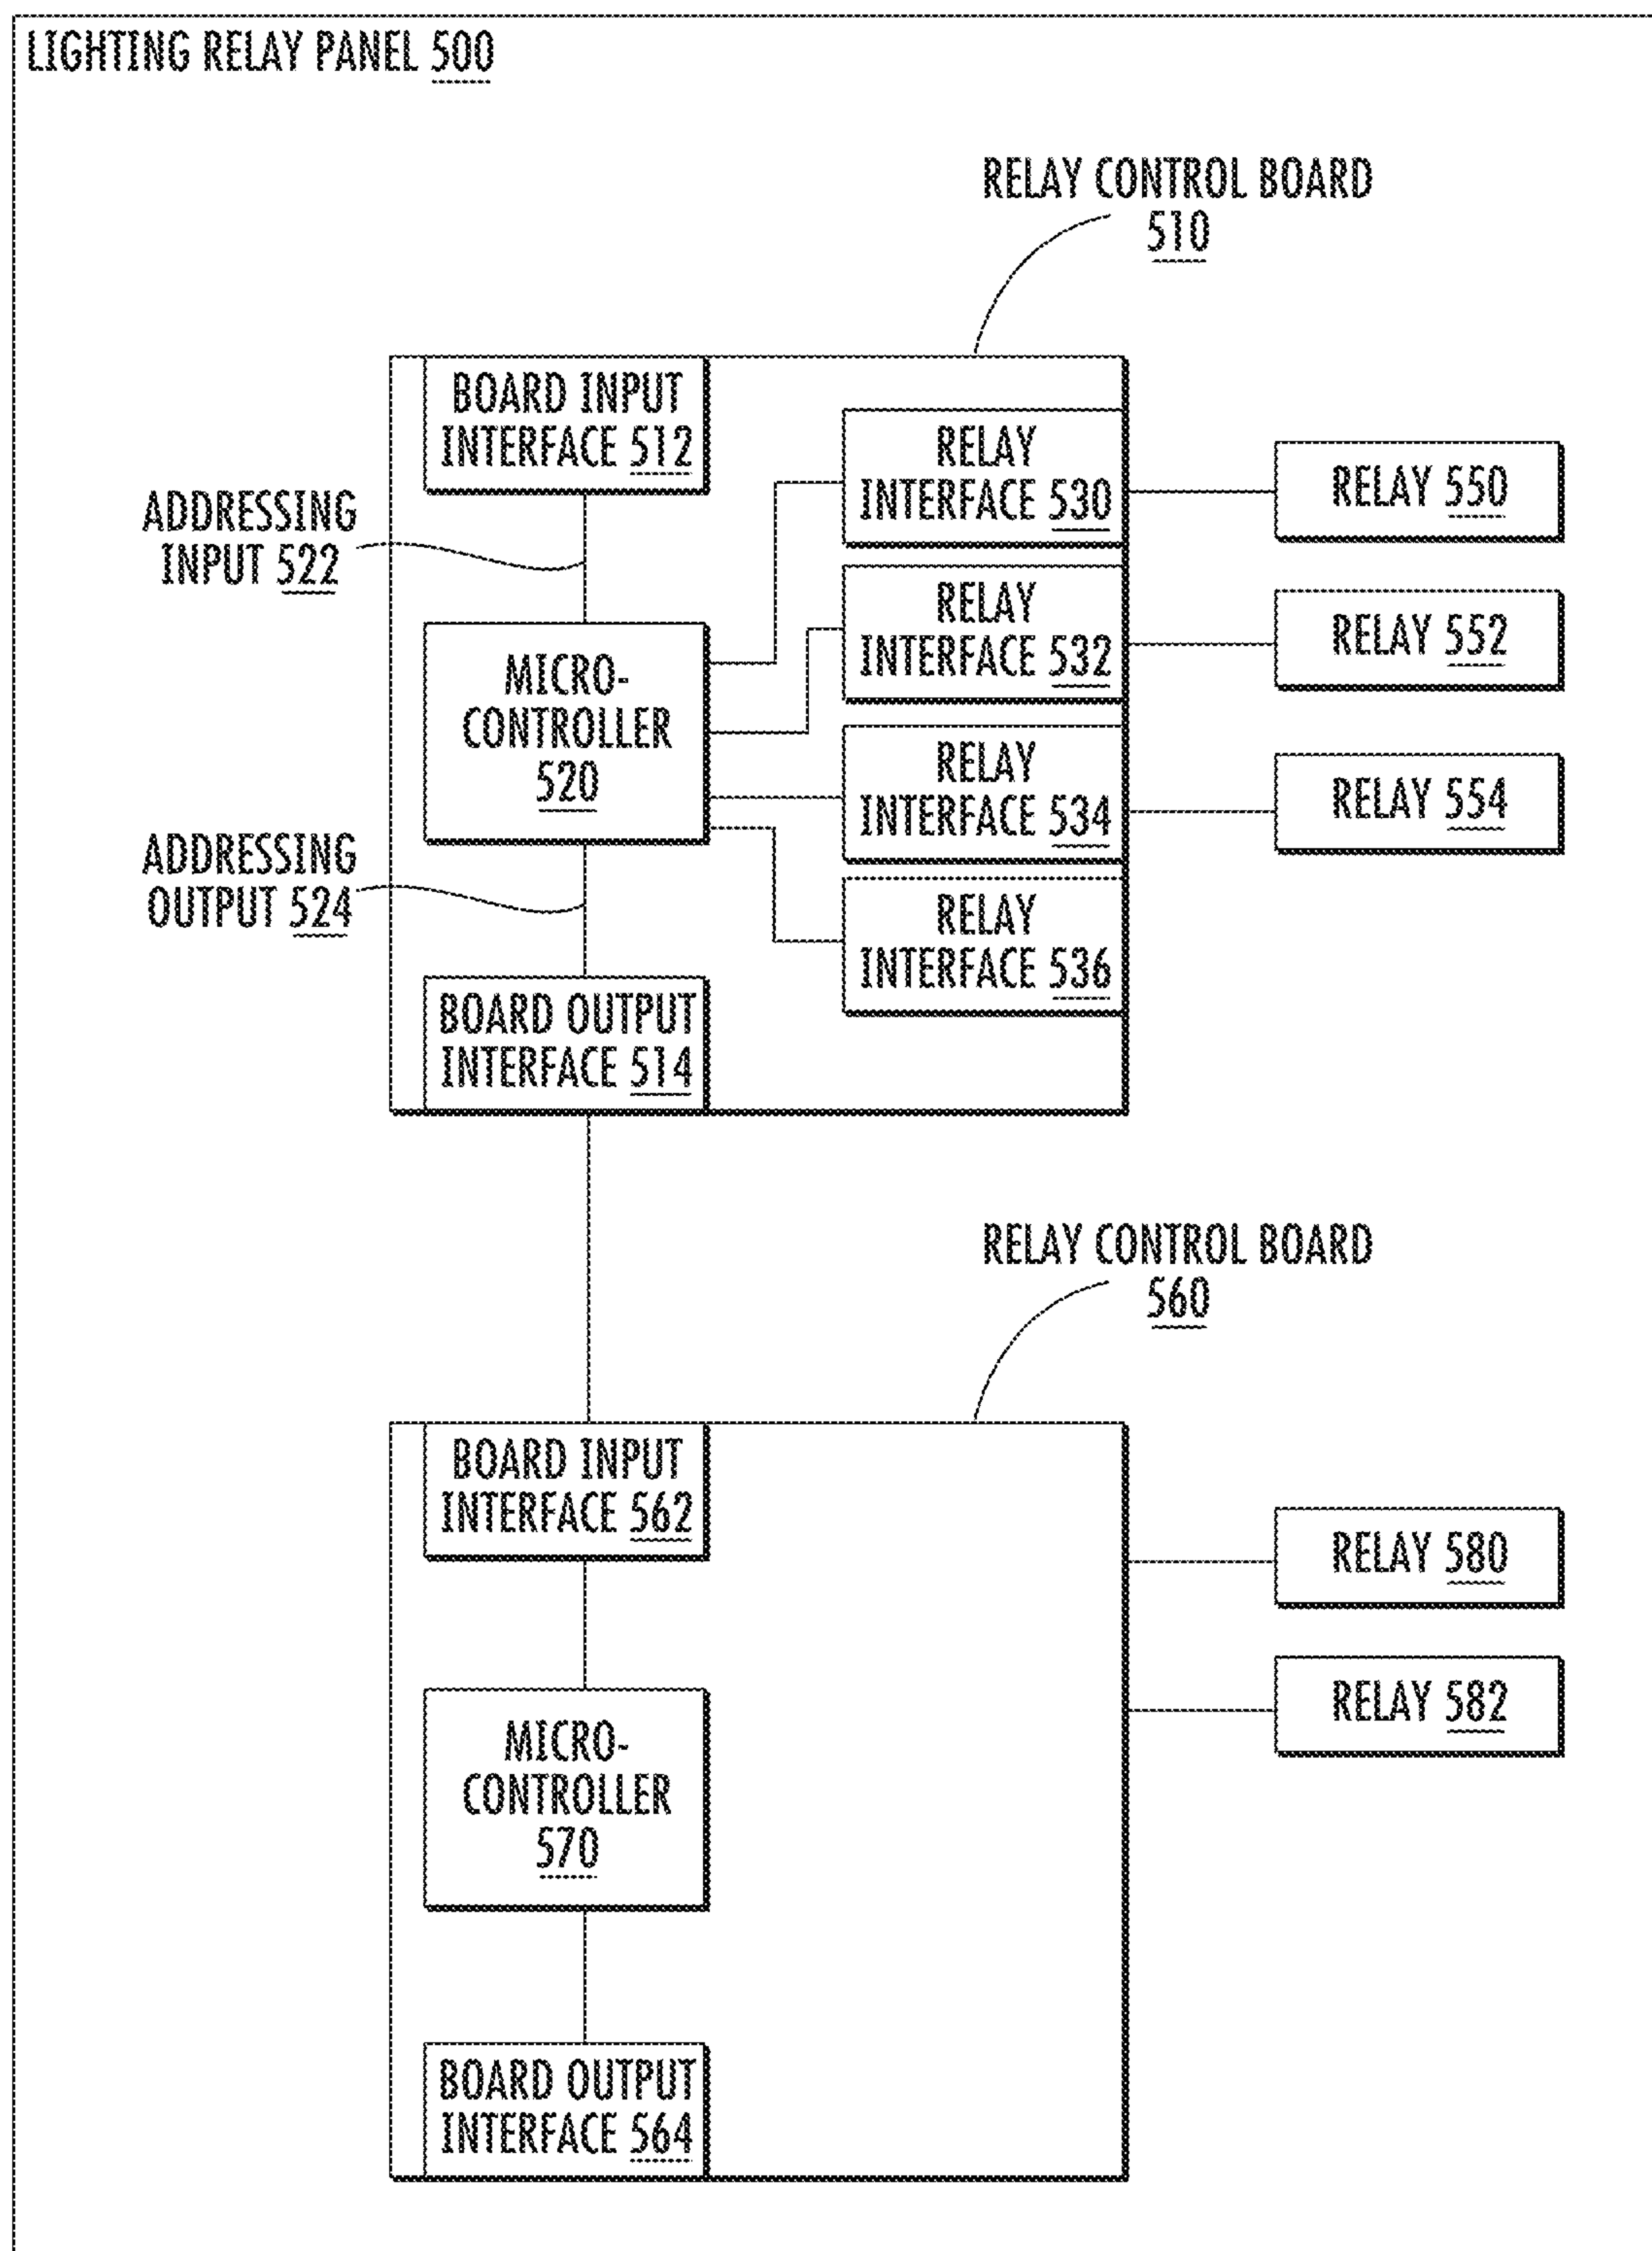 LIGHTING RELAY PANEL 500
RELAY CONTROL BOARD
510
BOARD INPUT
INTERFACE 512
RELAY
INTERFACE 530
RELAY 550
ADDRESSING
INPUT 522
RELAY
INTERFACE 532
RELAY 552
MICRO-
CONTROLLER
520
RELAY
INTERFACE 534
RELAY 554
ADDRESSING
OUTPUT 524
RELAY
INTERFACE 536
BOARD OUTPUT
INTERFACE 514
RELAY CONTROL BOARD
560
BOARD INPUT
INTERFACE 562
RELAY 580
RELAY 582
MICRO-
CONTROLLER
570
BOARD OUTPUT
INTERFACE 564